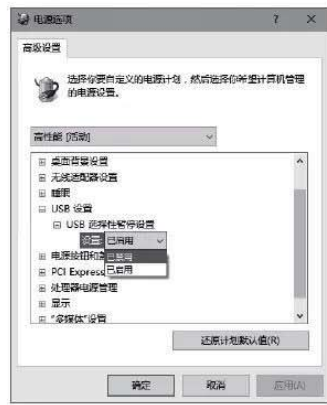 电源选项
? ×
高级设置
选择你要自定义的电源计划，然后选择你希望计算机管理
的电源设置。
高性能 [活动]
桌面背景设置
无线适配器设置
睡眠
USB 设置
USB 选择性暂停设置
设置: 已启用
已禁用
电源按钮和
已启用
PCI Express
处理器电源管理
显示
“多媒体”设置
还原计划默认值(R)
确定 取消 应用(A)